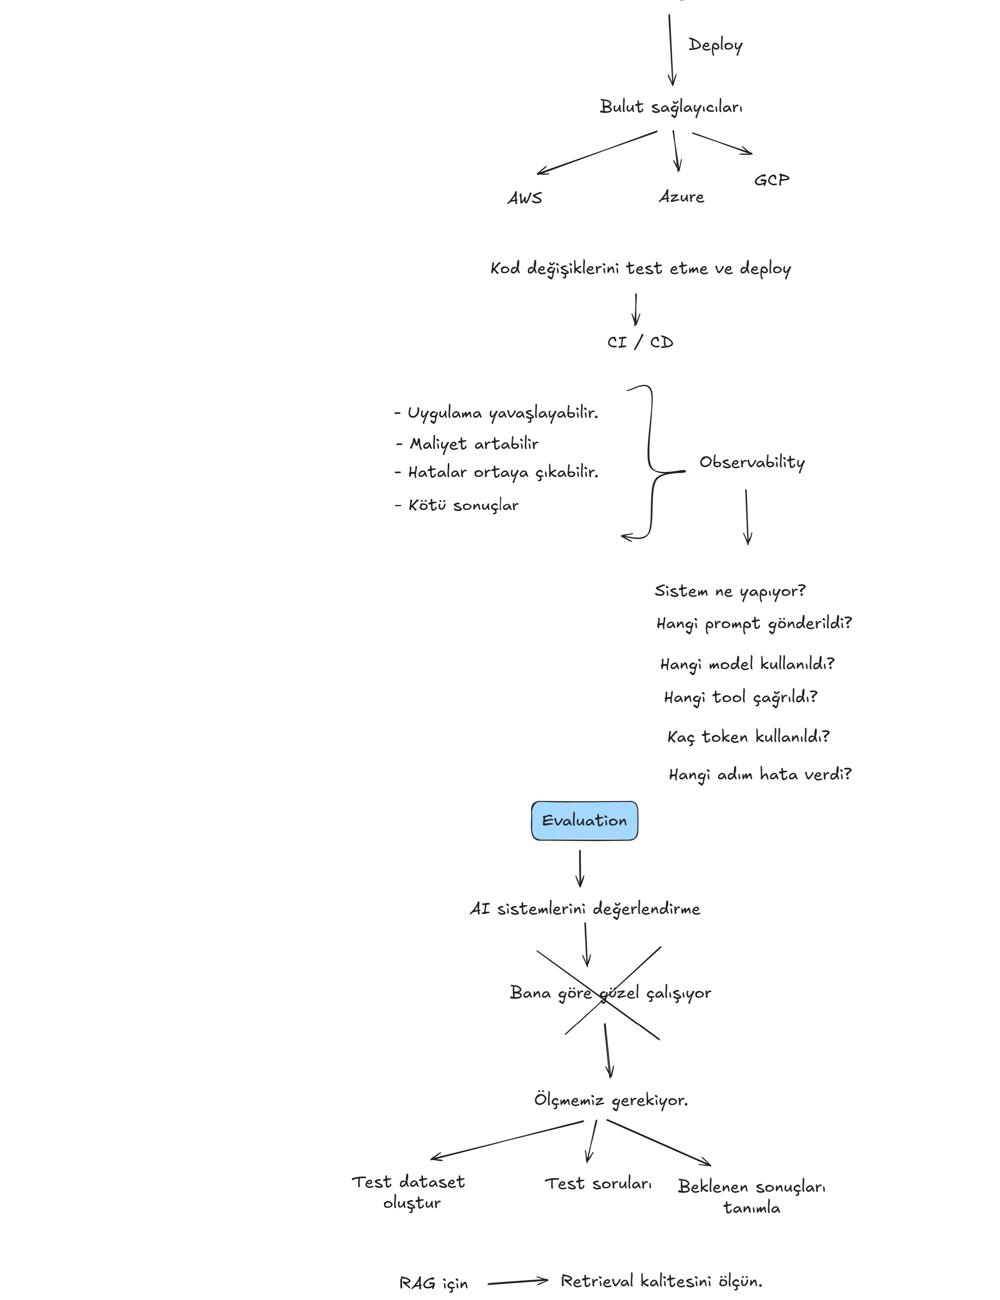 Deploy
Bulut sağlayıcıları
AWS
Azure
GCP
Kod değişiklerini test etme ve deploy
CI / CD
- Uygulama yavaşlayabilir.
- Maliyet artabilir
- Hatalar ortaya çıkabilir.
- Kötü sonuçlar
Observability
Sistem ne yapıyor?
Hangi prompt gönderildi?
Hangi model kullanıldı?
Hangi tool çağrıldı?
Kaç token kullanıldı?
Hangi adım hata verdi?
Evaluation
AI sistemlerini değerlendirme
Bana göre güzel çalışıyor
Ölçmemiz gerekiyor.
Test dataset
oluştur
Test soruları
Beklenen sonuçları
tanımla
RAG için
Retrieval kalitesini ölçün.